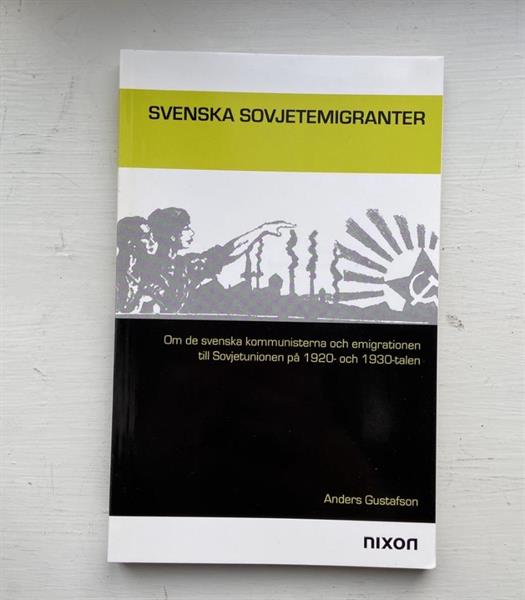 SVENSKA SOVJETEMIGRANTER
Om de svenska kommunisterna och emigrationen
till Sovjetunionen på 1920- och 1930-talen
Anders Gustafson
nixon